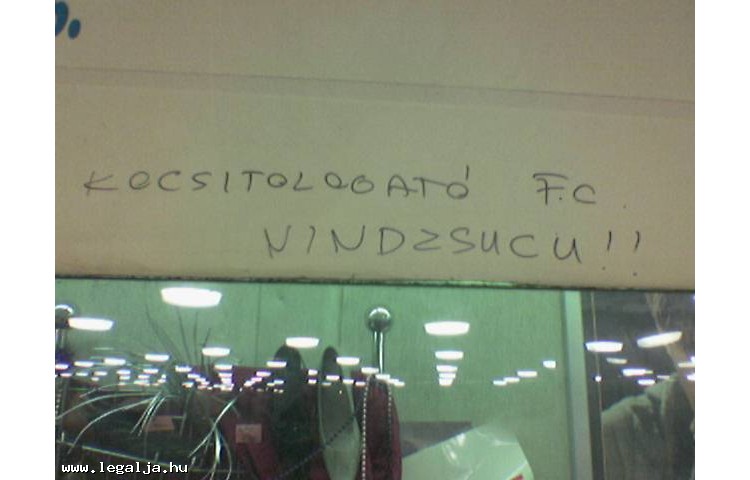 KOCSITOLOGATÓ F.C.
NINDZSUCU!!
www.legalja.hu